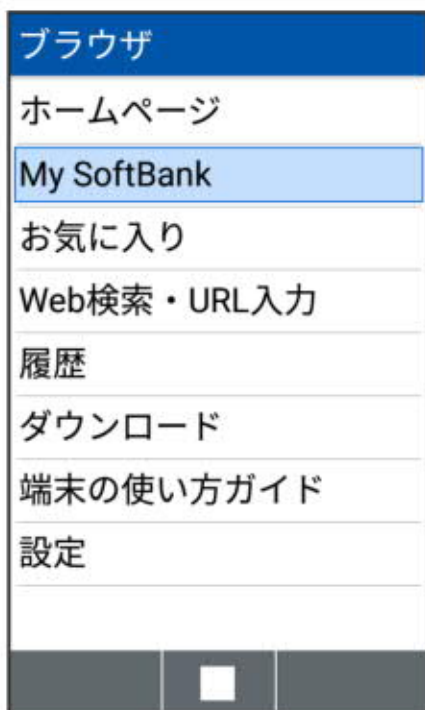 ブラウザ
ホームページ
My SoftBank
お気に入り
Web検索・URL入力
履歴
ダウンロード
端末の使い方ガイド
設定